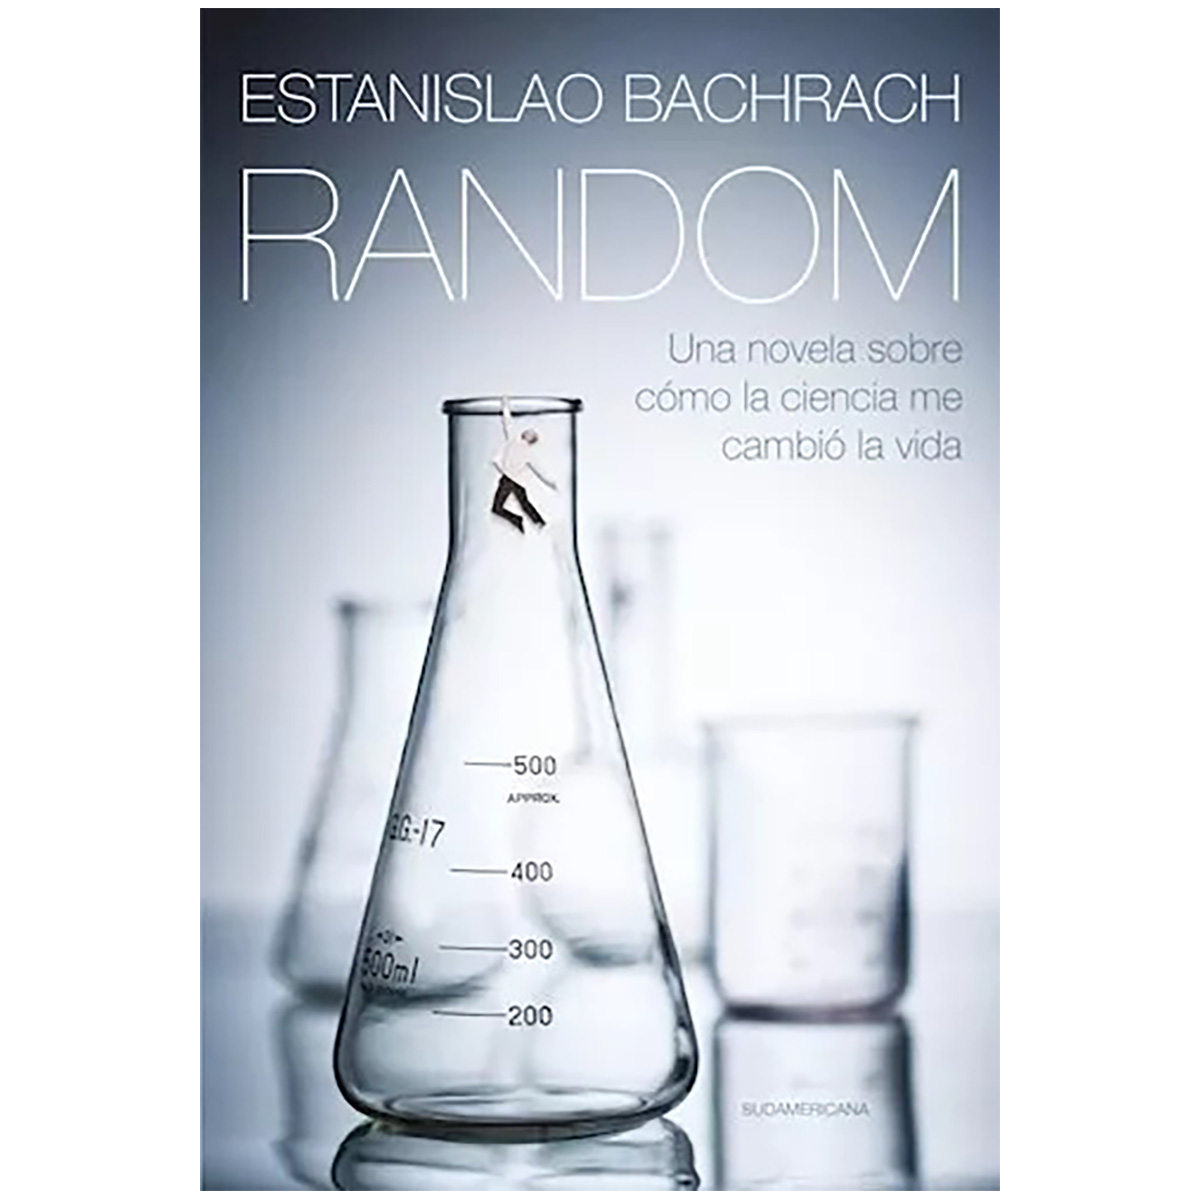 ESTANISLAO BACHRACH
RANDOM
Una novela sobre
cómo la ciencia me
cambió la vida
500
APPROX.
G.G.-17
400
300
500ml
200
SUDAMERICANA